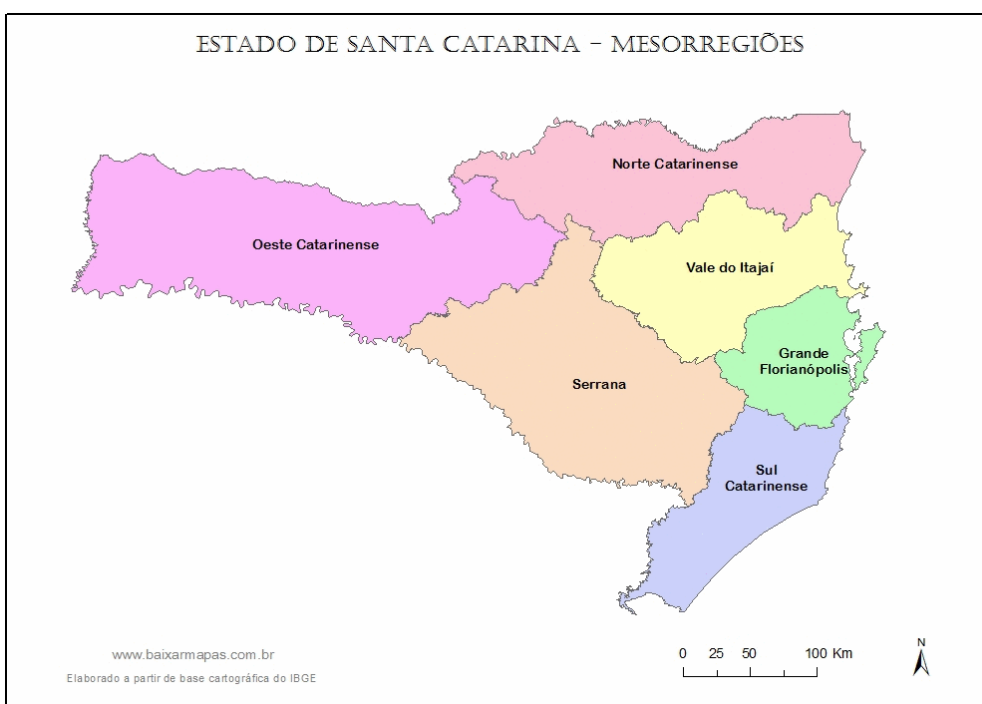 ESTADO DE SANTA CATARINA - MESORREGIÕES
Norte Catarinense
Oeste Catarinense
Vale do Itajaí
Grande
Florianópolis
Serrana
Sul
Catarinense
www.baixarmapas.com.br
Elaborado a partir de base cartográfica do IBGE
0 25 50 100 Km
N